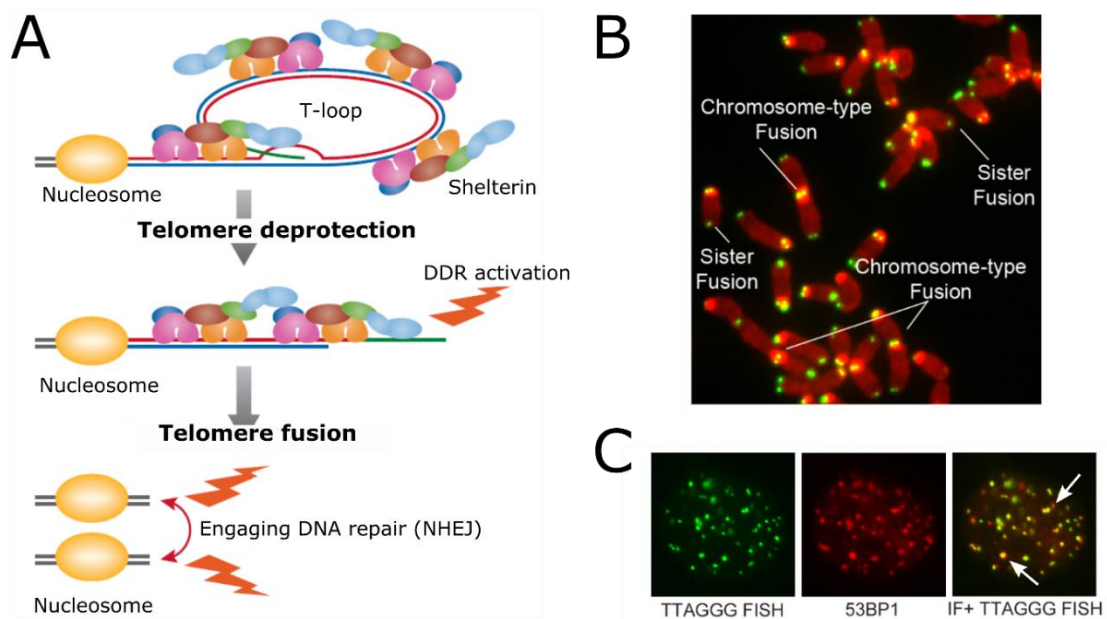 A
T-loop
Nucleosome
Shelterin
Telomere deprotection
DDR activation
Nucleosome
Telomere fusion
Engaging DNA repair (NHEJ)
Nucleosome
B
Chromosome-type
Fusion
Sister
Fusion
Sister
Fusion
Chromosome-type
Fusion
C
TTAGGG FISH
53BP1
IF+ TTAGGG FISH